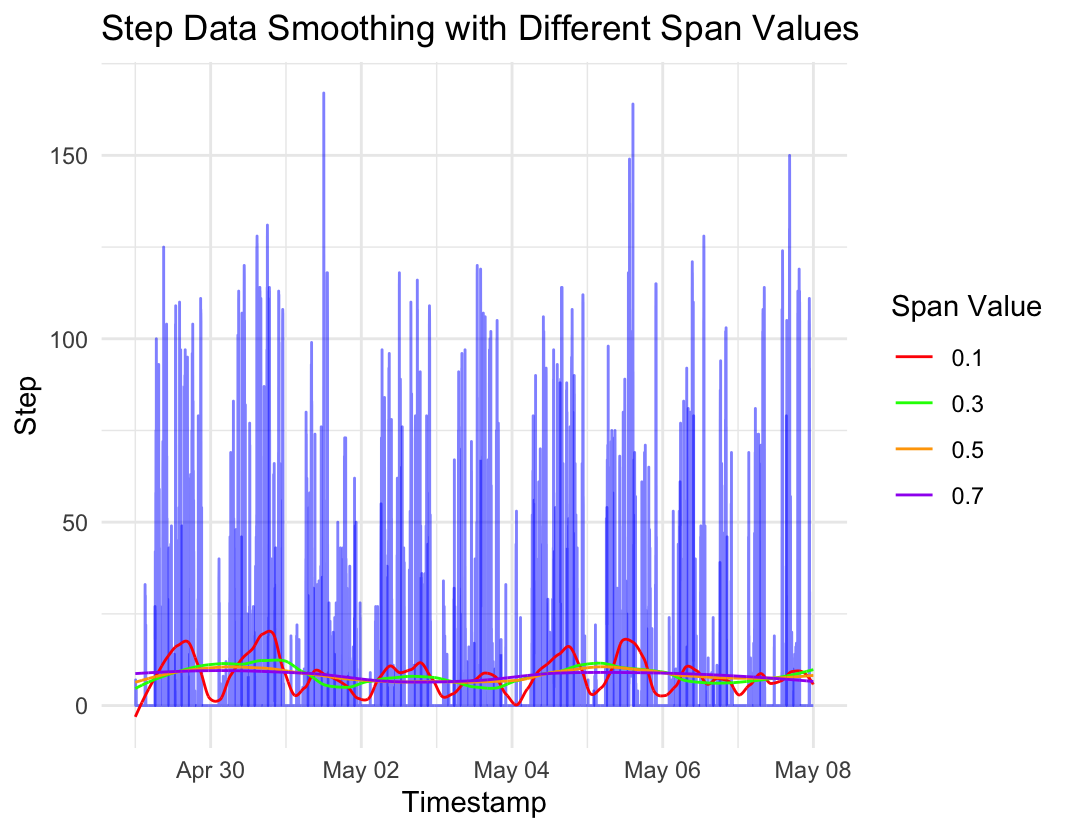 Step Data Smoothing with Different Span Values
150
100
50
0
Step
Apr 30
May 02
May 04
May 06
May 08
Timestamp
Span Value
0.1
0.3
0.5
0.7